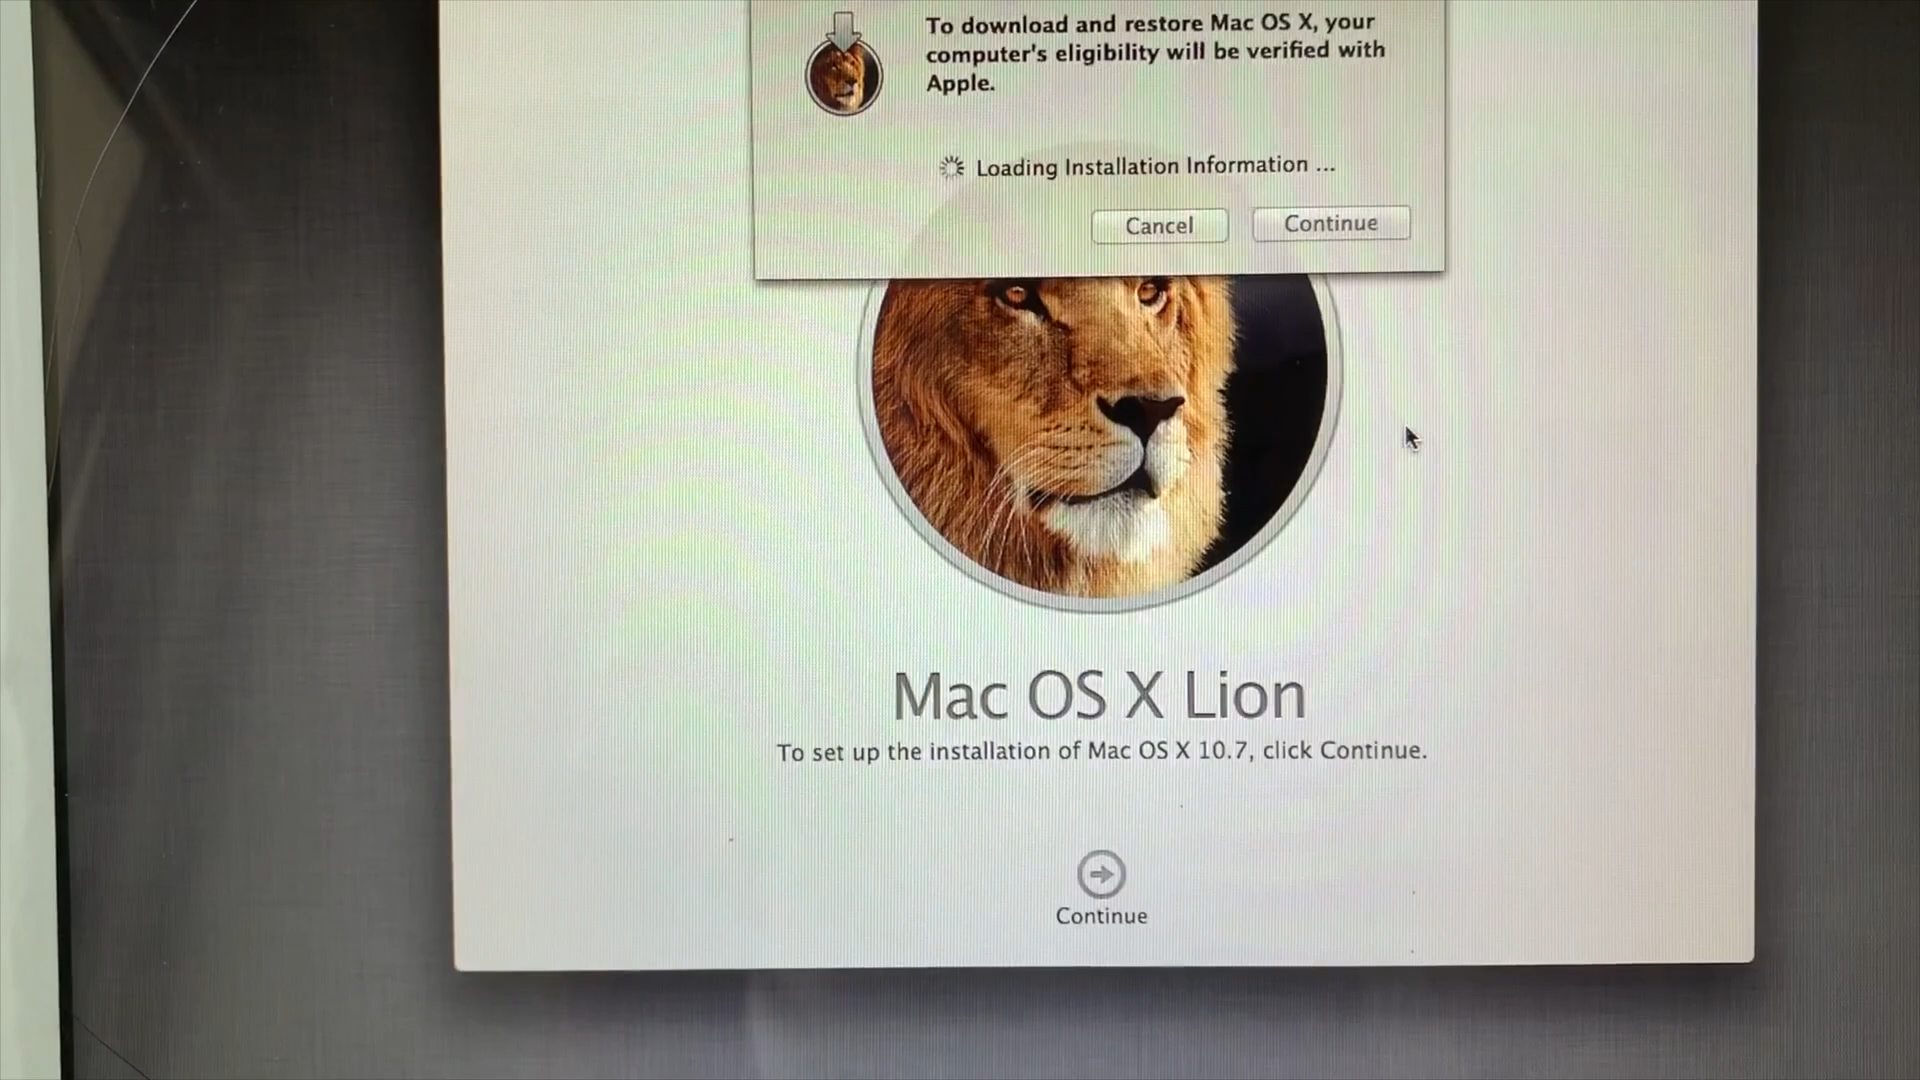 To download and restore Mac OS X, your
computer's eligibility will be verified with
Apple.
Loading Installation Information ...
Cancel
Continue
Mac OS X Lion
To set up the installation of Mac OS X 10.7, click Continue.
Continue